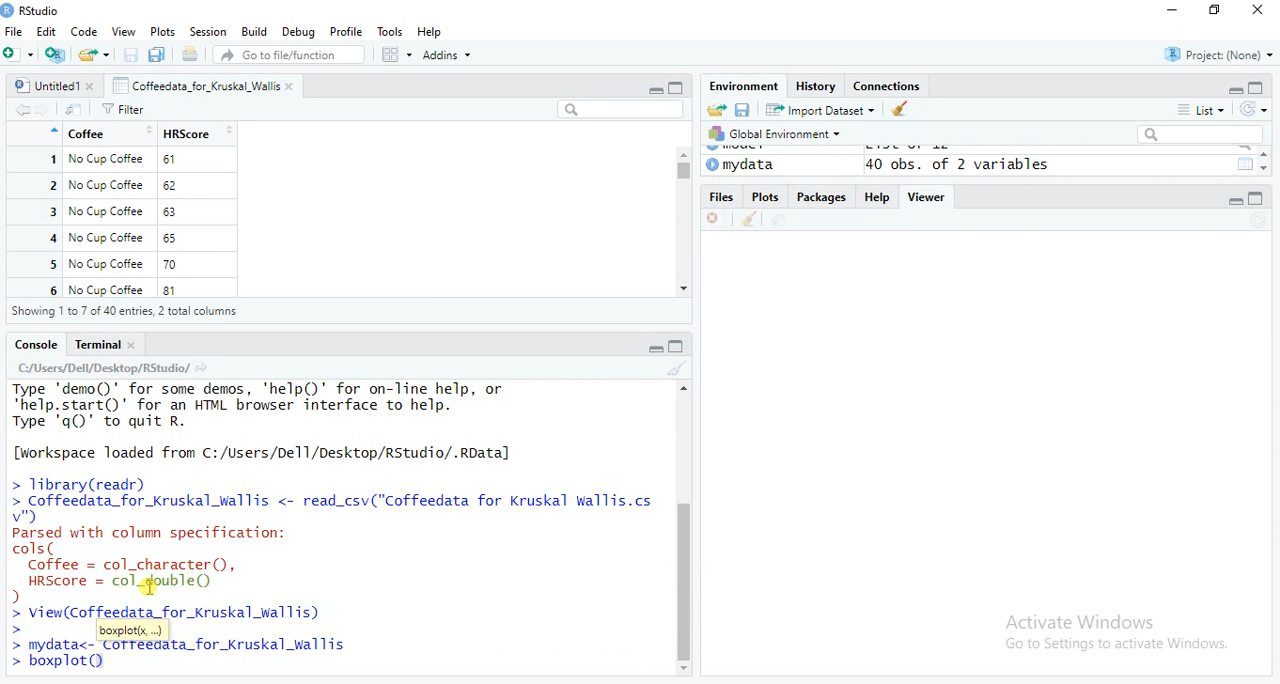 RStudio
File Edit Code View Plots Session Build Debug Profile Tools Help
Go to file/function Addins Project: (None)
Untitled1 Coffeedata_for_Kruskal_Wallis
Filter
Coffee HRScore
1 No Cup Coffee 61
2 No Cup Coffee 62
3 No Cup Coffee 63
4 No Cup Coffee 65
5 No Cup Coffee 70
6 No Cup Coffee 81
Showing 1 to 7 of 40 entries, 2 total columns
Console Terminal
C:/Users/Dell/Desktop/RStudio/
Type 'demo()' for some demos, 'help()' for on-line help, or
'help.start()' for an HTML browser interface to help.
Type 'q()' to quit R.
[Workspace loaded from C:/Users/Dell/Desktop/RStudio/.RData]
> library(readr)
> Coffeedata_for_Kruskal_Wallis <- read_csv("Coffeedata for Kruskal Wallis.cs
v")
Parsed with column specification:
cols(
Coffee = col_character(),
HRScore = col_double()
)
> View(Coffeedata_for_Kruskal_Wallis)
>
boxplot(x, ...)
> mydata<- Coffeedata_for_Kruskal_Wallis
> boxplot()
Environment History Connections
Import Dataset List
Global Environment
mydata 40 obs. of 2 variables
Files Plots Packages Help Viewer
Activate Windows
Go to Settings to activate Windows.